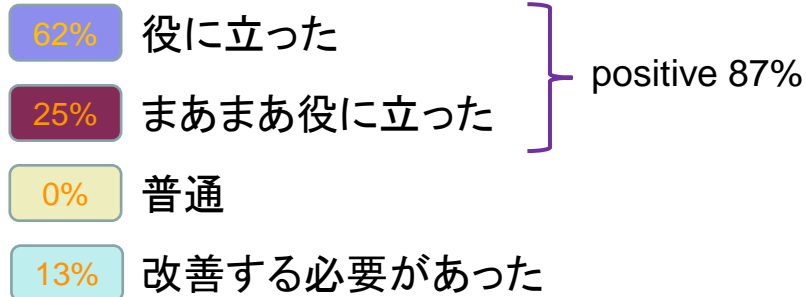 62% 役に立った
positive 87%
25% まあまあ役に立った
0% 普通
13% 改善する必要があった